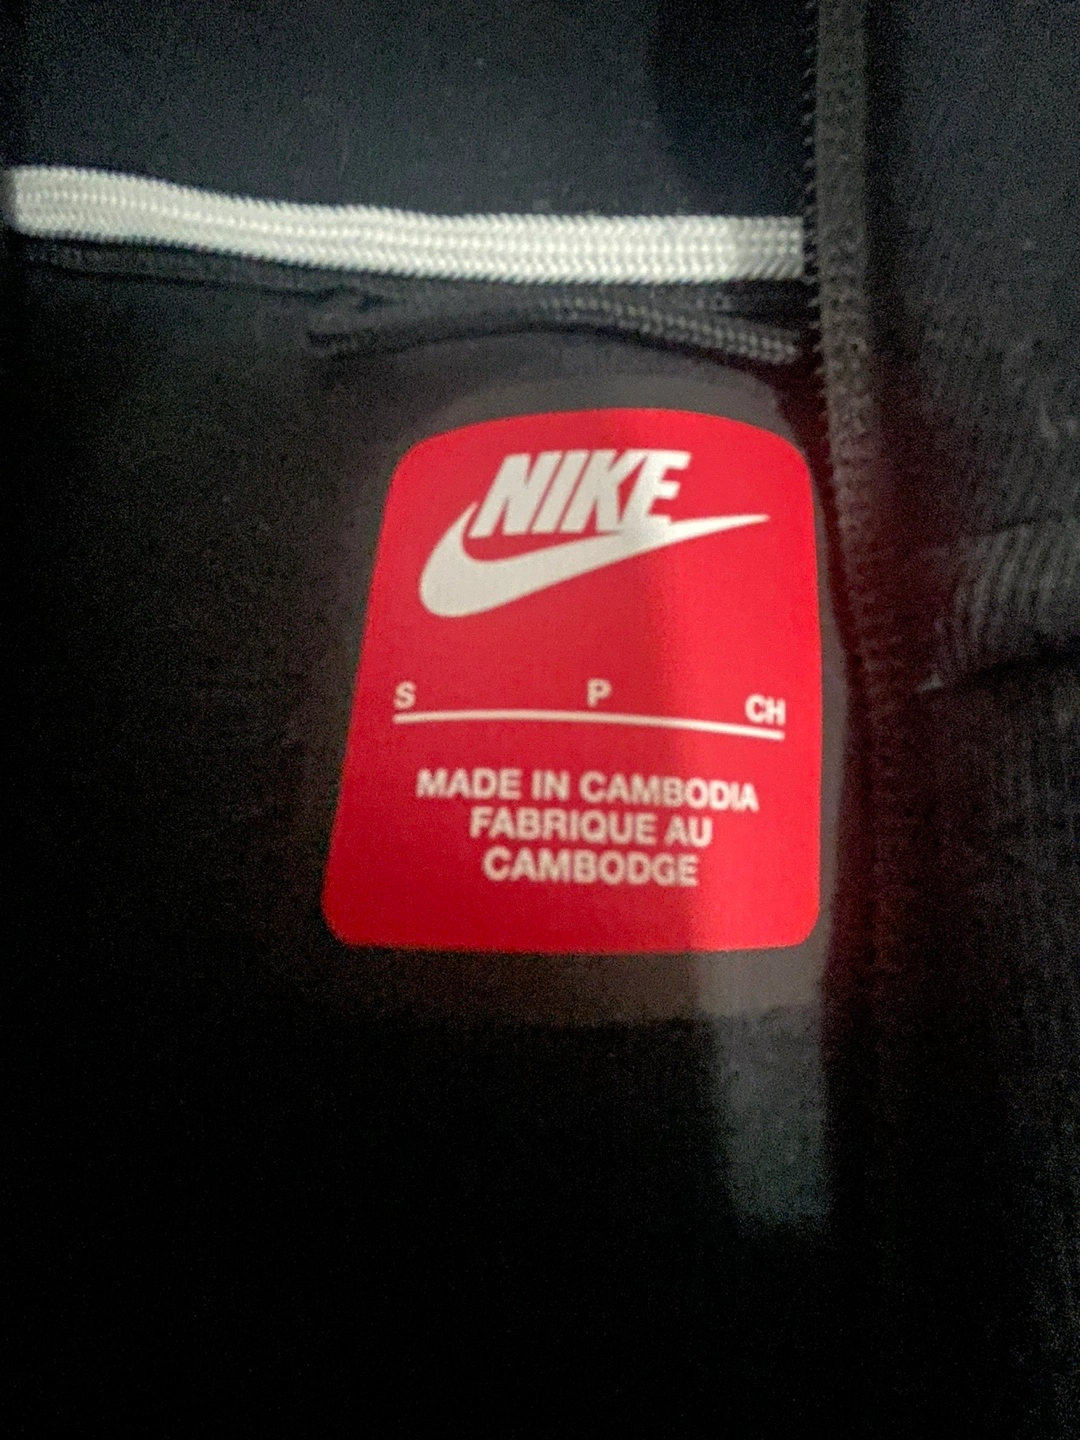 NIKE
S P CH
MADE IN CAMBODIA
FABRIQUE AU
CAMBODGE